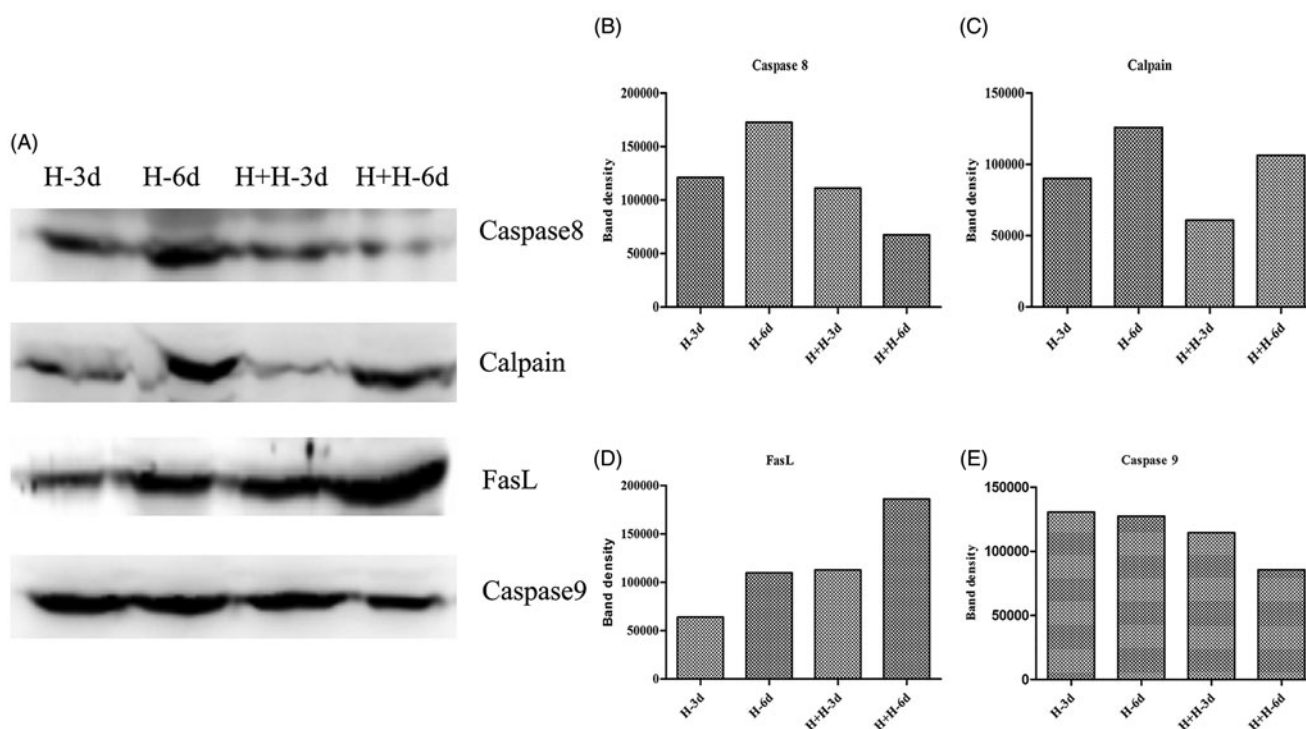 (A)
H-3d H-6d H+H-3d H+H-6d
Caspase8
Calpain
FasL
Caspase9
(B)
Caspase 8
Band density
200000
150000
100000
50000
0
H-3d H-6d H+H-3d H+H-6d
(C)
Calpain
Band density
150000
100000
50000
0
H-3d H-6d H+H-3d H+H-6d
(D)
FasL
Band density
200000
150000
100000
50000
0
H-3d H-6d H+H-3d H+H-6d
(E)
Caspase 9
Band density
150000
100000
50000
0
H-3d H-6d H+H-3d H+H-6d